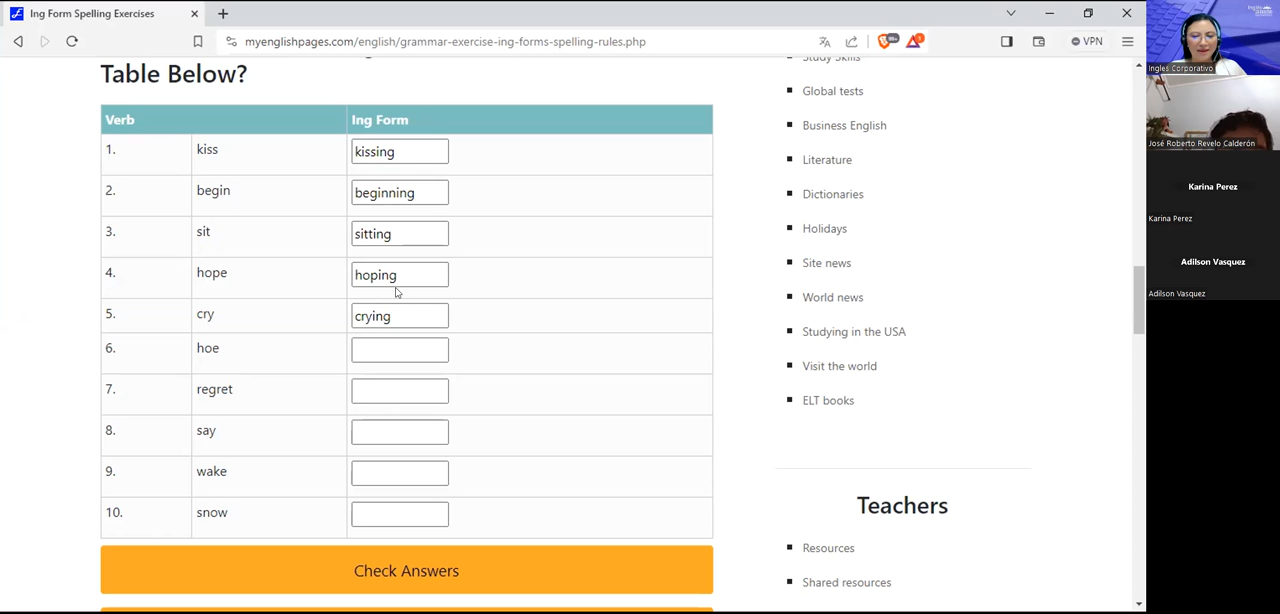 Ing Form Spelling Exercises
myenglishpages.com/english/grammar-exercise-ing-forms-spelling-rules.php
VPN
Table Below?
Verb Ing Form
1. kiss kissing
2. begin beginning
3. sit sitting
4. hope hoping
5. cry crying
6. hoe
7. regret
8. say
9. wake
10. snow
Check Answers
Study Skills
Global tests
Business English
Literature
Dictionaries
Holidays
Site news
World news
Studying in the USA
Visit the world
ELT books
Teachers
Resources
Shared resources
Ingles Corporativo
José Roberto Revelo Calderón
Karina Perez
Karina Perez
Adilson Vasquez
Adilson Vasquez